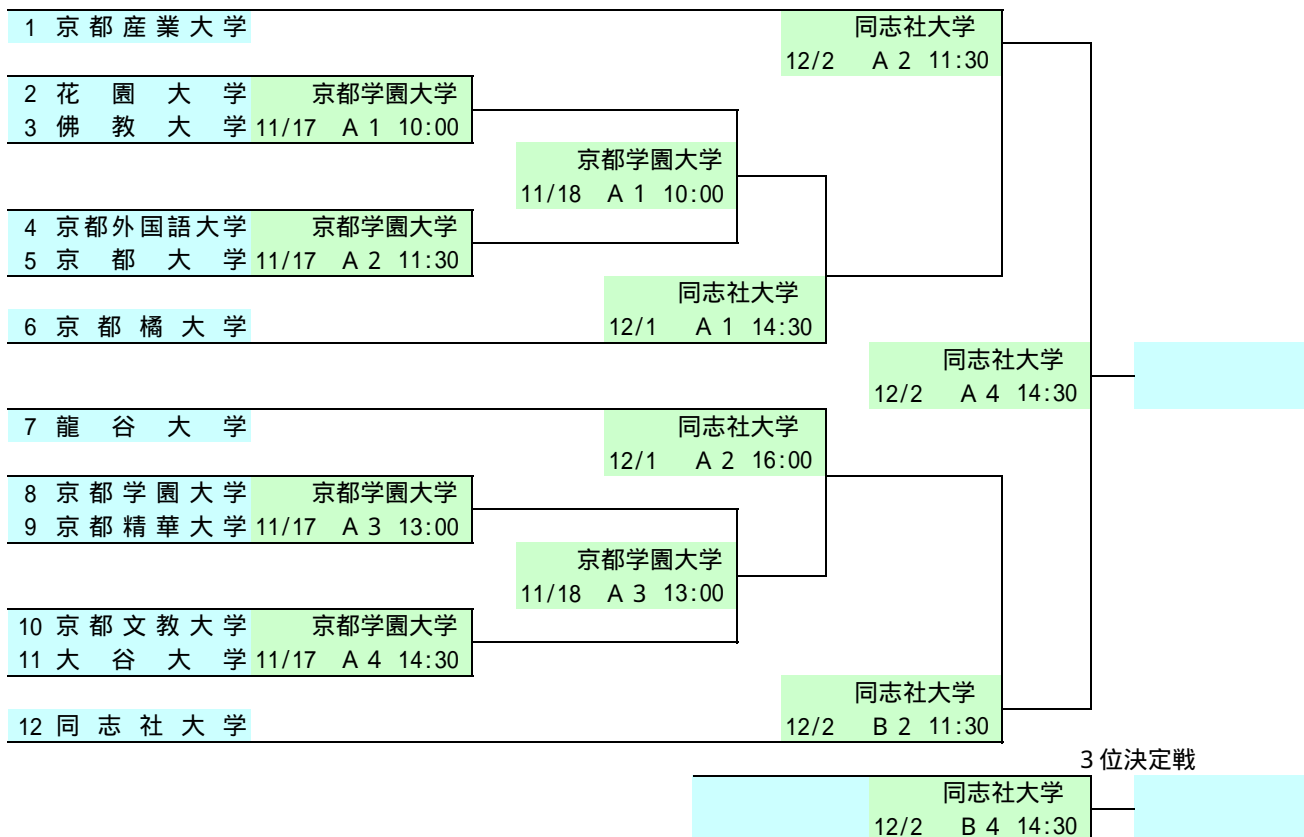 1 京都産業大学 同志社大学
12/2 A 2 11:30
2 花園大学 京都学園大学
3 佛教大学 11/17 A 1 10:00
京都学園大学
11/18 A 1 10:00
4 京都外国語大学 京都学園大学
5 京都大学 11/17 A 2 11:30
同志社大学
6 京都橘大学 12/1 A 1 14:30
同志社大学
12/2 A 4 14:30
7 龍谷大学 同志社大学
12/1 A 2 16:00
8 京都学園大学 京都学園大学
9 京都精華大学 11/17 A 3 13:00
京都学園大学
11/18 A 3 13:00
10 京都文教大学 京都学園大学
11 大谷大学 11/17 A 4 14:30
同志社大学
12 同志社大学 12/2 B 2 11:30
3位決定戦
同志社大学
12/2 B 4 14:30